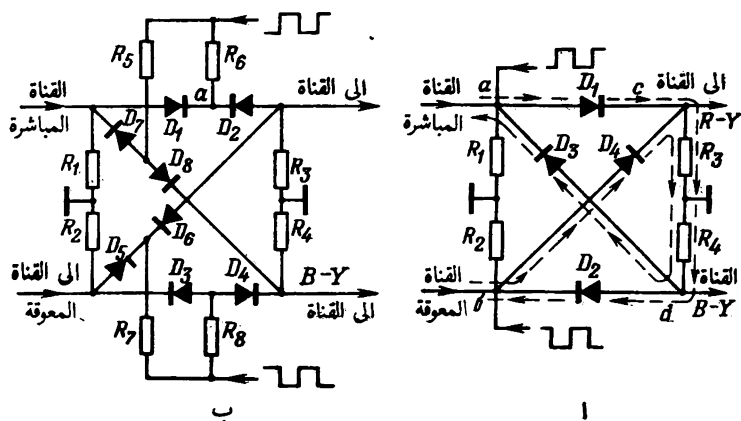 الى القناة
R–Y
القناة
المباشرة
a
D1
c
R1
D3
D4
R3
R2
R4
القناة
المعوقة
D2
d
القناة
B–Y
ا
R5
R6
القناة
المباشرة
a
الى القناة
D7
D1
D2
R1
D8
R3
R2
D6
R4
D5
الى القناة
المعوقة
D3
D4
B–Y
الى القناة
R7
R8
ب